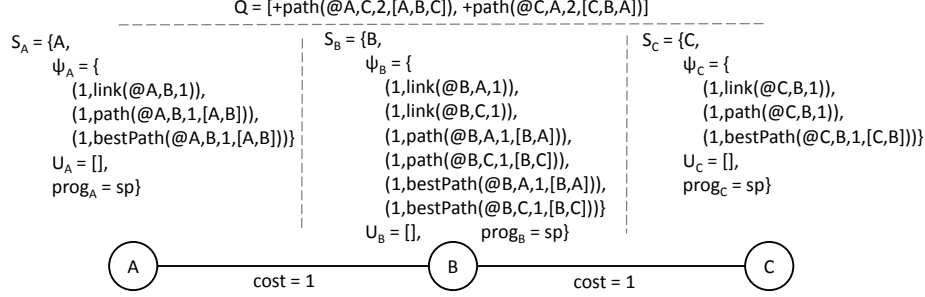 Q = [+path(@A,C,2,[A,B,C]), +path(@C,A,2,[C,B,A])]
S_A = {A,
ψ_A = {
(1,link(@A,B,1)),
(1,path(@A,B,1,[A,B])),
(1,bestPath(@A,B,1,[A,B]))}
U_A = [],
prog_A = sp}
S_B = {B,
ψ_B = {
(1,link(@B,A,1)),
(1,link(@B,C,1)),
(1,path(@B,A,1,[B,A])),
(1,path(@B,C,1,[B,C])),
(1,bestPath(@B,A,1,[B,A])),
(1,bestPath(@B,C,1,[B,C]))}
U_B = [], prog_B = sp}
S_C = {C,
ψ_C = {
(1,link(@C,B,1)),
(1,path(@C,B,1)),
(1,bestPath(@C,B,1,[C,B]))}
U_C = [],
prog_C = sp}
A
B
C
cost = 1
cost = 1